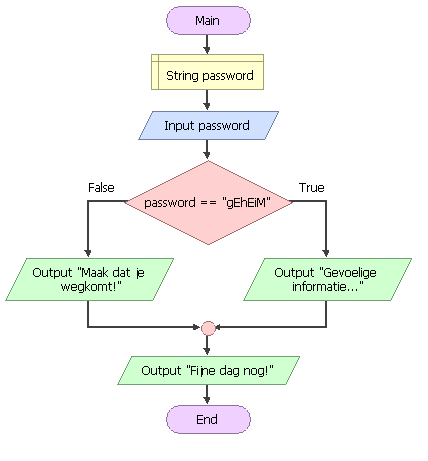 Main
String password
Input password
False
True
password == "gEhEiM"
Output "Maak dat je
wegkomt!"
Output "Gevoelige
informatie..."
Output "Fijne dag nog!"
End